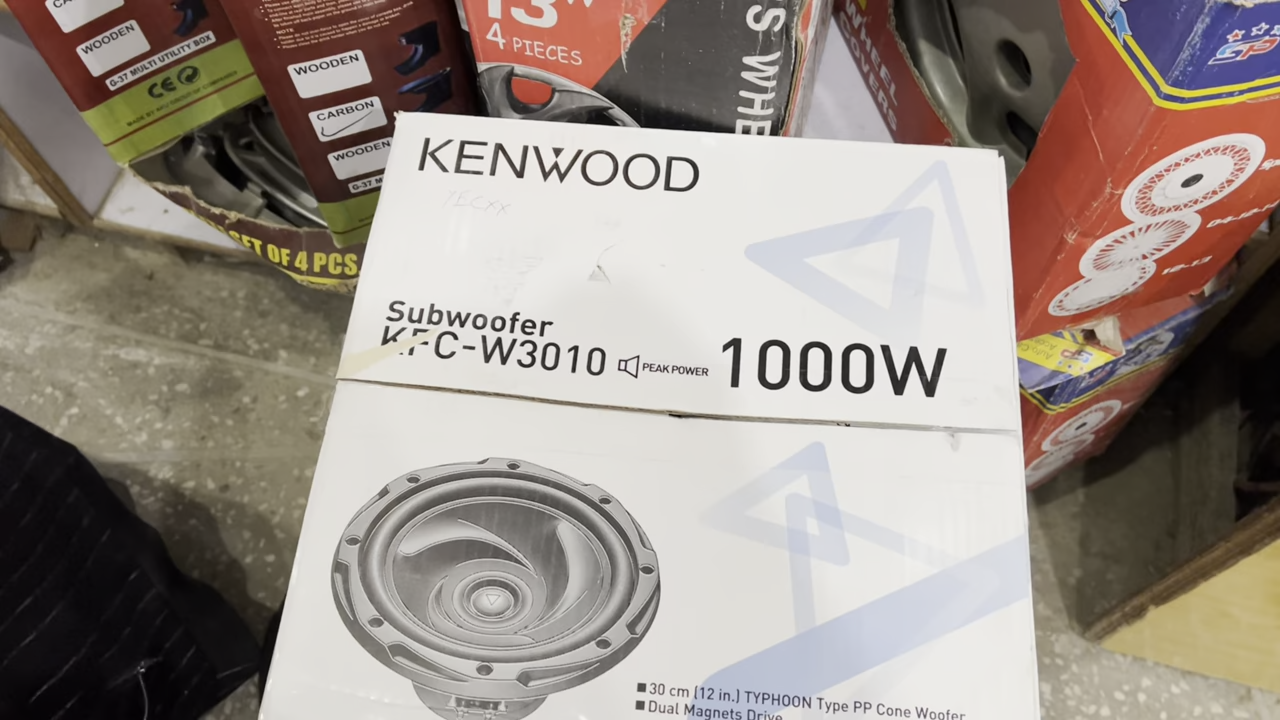 WOODEN
G-37 MULTI UTILITY BOX
CE
NOTE
WOODEN
CARBON
WOODEN
G-37 M
SET OF 4 PCS.
13"
4 PIECES
S WHE
WHEEL
COVERS
KENWOOD
Subwoofer
KFC-W3010 PEAK POWER 1000W
■30 cm (12 in.) TYPHOON Type PP Cone Woofer
■Dual Magnets Drive